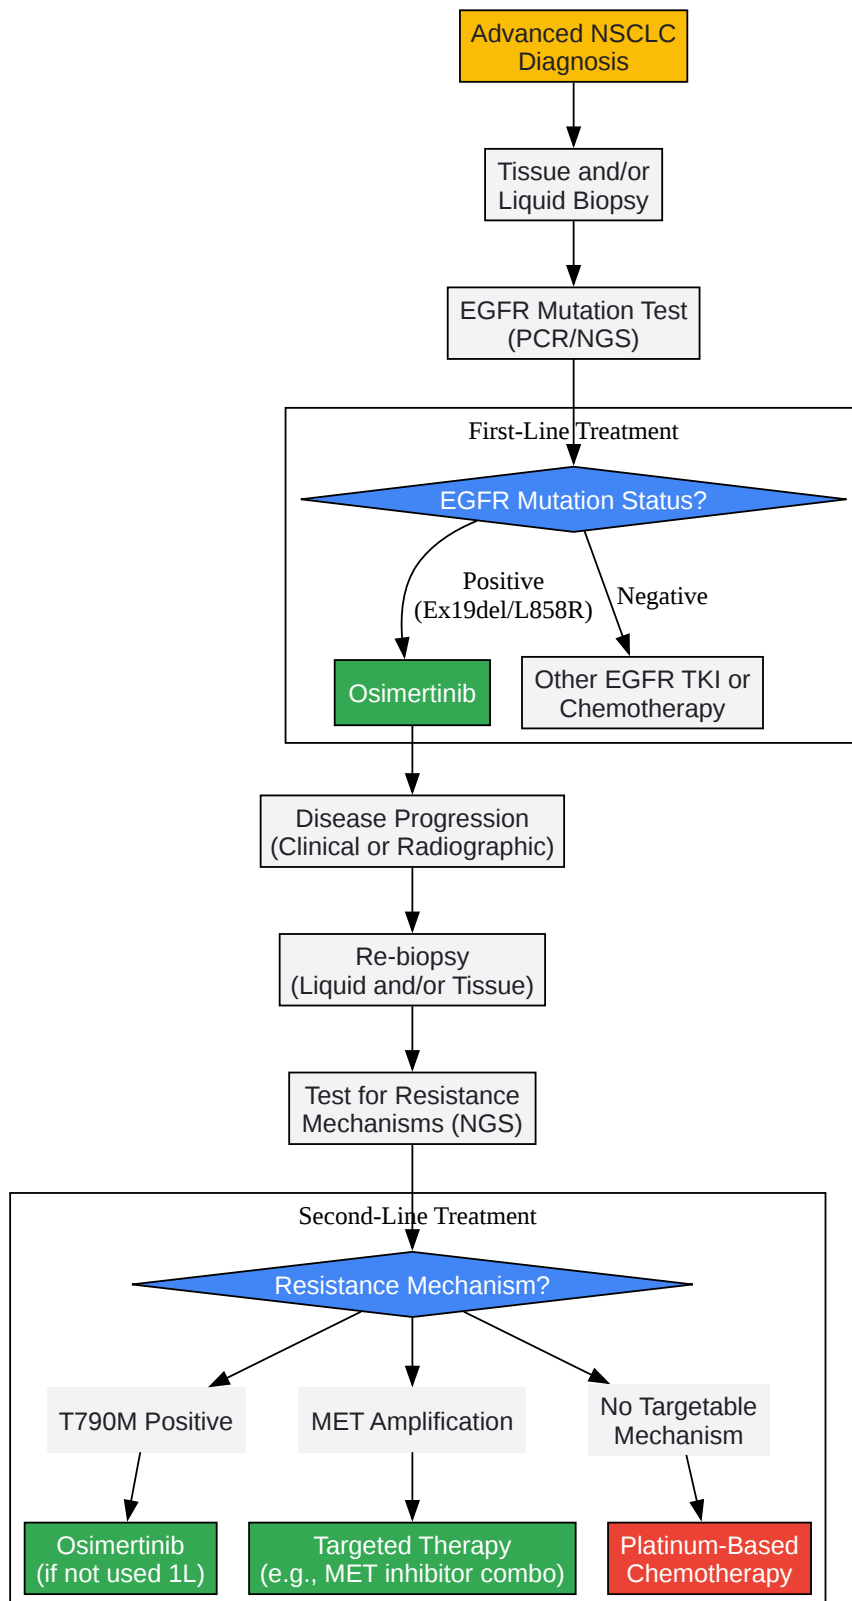 Advanced NSCLC
Diagnosis
Tissue and/or
Liquid Biopsy
EGFR Mutation Test
(PCR/NGS)
First-Line Treatment
EGFR Mutation Status?
Positive
(Ex19del/L858R)
Negative
Osimertinib
Other EGFR TKI or
Chemotherapy
Disease Progression
(Clinical or Radiographic)
Re-biopsy
(Liquid and/or Tissue)
Test for Resistance
Mechanisms (NGS)
Second-Line Treatment
Resistance Mechanism?
T790M Positive
MET Amplification
No Targetable
Mechanism
Osimertinib
(if not used 1L)
Targeted Therapy
(e.g., MET inhibitor combo)
Platinum-Based
Chemotherapy